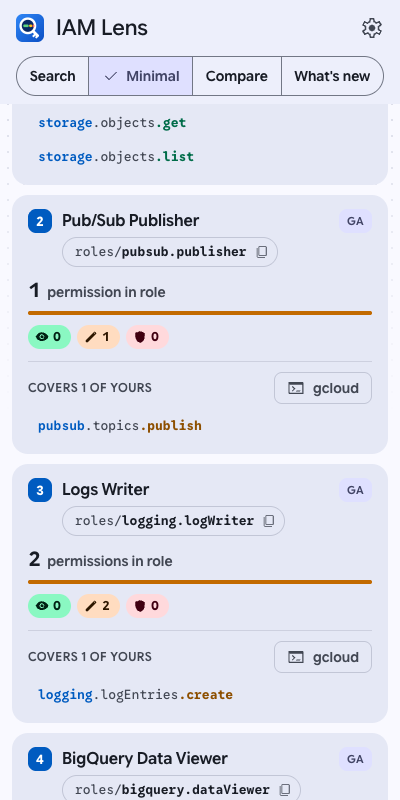 IAM Lens
Search
Minimal
Compare
What's new
storage.objects.get
storage.objects.list
2 Pub/Sub Publisher GA
roles/pubsub.publisher
1 permission in role
0 1 0
COVERS 1 OF YOURS gcloud
pubsub.topics.publish
3 Logs Writer GA
roles/logging.logWriter
2 permissions in role
0 2 0
COVERS 1 OF YOURS gcloud
logging.logEntries.create
4 BigQuery Data Viewer GA
roles/bigquery.dataViewer